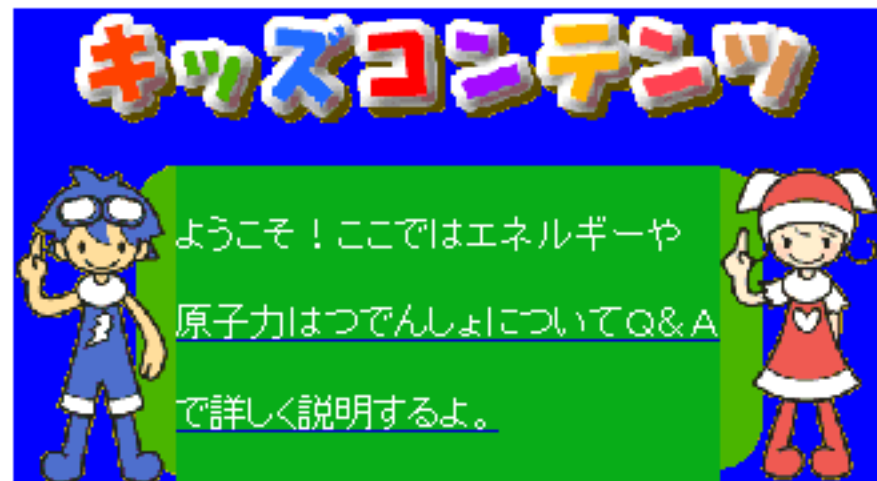 キッズコンテンツ
ようこそ！ここではエネルギーや
原子力はつでんしょについてＱ＆Ａ
で詳しく説明するよ。